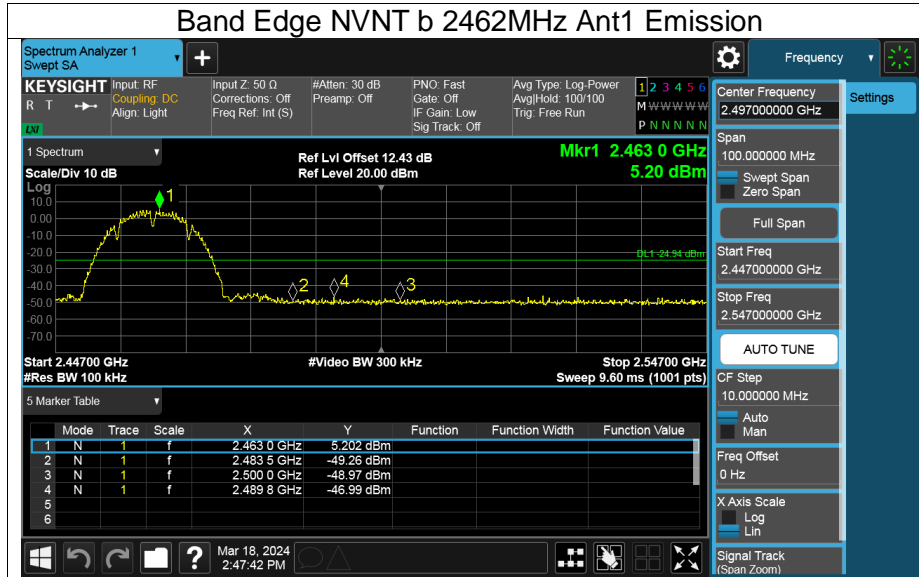 Band Edge NVNT b 2462MHz Ant1 Emission
Spectrum Analyzer 1
Swept SA
+
Frequency
KEYSIGHT
R T
LXI
Input: RF
Coupling: DC
Align: Light
Input Z: 50 Ω
Corrections: Off
Freq Ref: Int (S)
#Atten: 30 dB
Preamp: Off
PNO: Fast
Gate: Off
IF Gain: Low
Sig Track: Off
Avg Type: Log-Power
Avg|Hold: 100/100
Trig: Free Run
1 2 3 4 5 6
M W W W W W
P N N N N N
Center Frequency
2.497000000 GHz
Settings
Span
100.000000 MHz
Swept Span
Zero Span
Full Span
Start Freq
2.447000000 GHz
Stop Freq
2.547000000 GHz
AUTO TUNE
CF Step
10.000000 MHz
Auto
Man
Freq Offset
0 Hz
X Axis Scale
Log
Lin
Signal Track
(Span Zoom)
1 Spectrum
Scale/Div 10 dB
Ref Lvl Offset 12.43 dB
Ref Level 20.00 dBm
Mkr1 2.463 0 GHz
5.20 dBm
Log
10.0
0.00
-10.0
-20.0
-30.0
-40.0
-50.0
-60.0
-70.0
1
2
4
3
DL1 -24.94 dBm
Start 2.44700 GHz
#Res BW 100 kHz
#Video BW 300 kHz
Stop 2.54700 GHz
Sweep 9.60 ms (1001 pts)
5 Marker Table
Mode Trace Scale X Y Function Function Width Function Value
1 N 1 f 2.463 0 GHz 5.202 dBm
2 N 1 f 2.483 5 GHz -49.26 dBm
3 N 1 f 2.500 0 GHz -48.97 dBm
4 N 1 f 2.489 8 GHz -46.99 dBm
5
6
?
Mar 18, 2024
2:47:42 PM